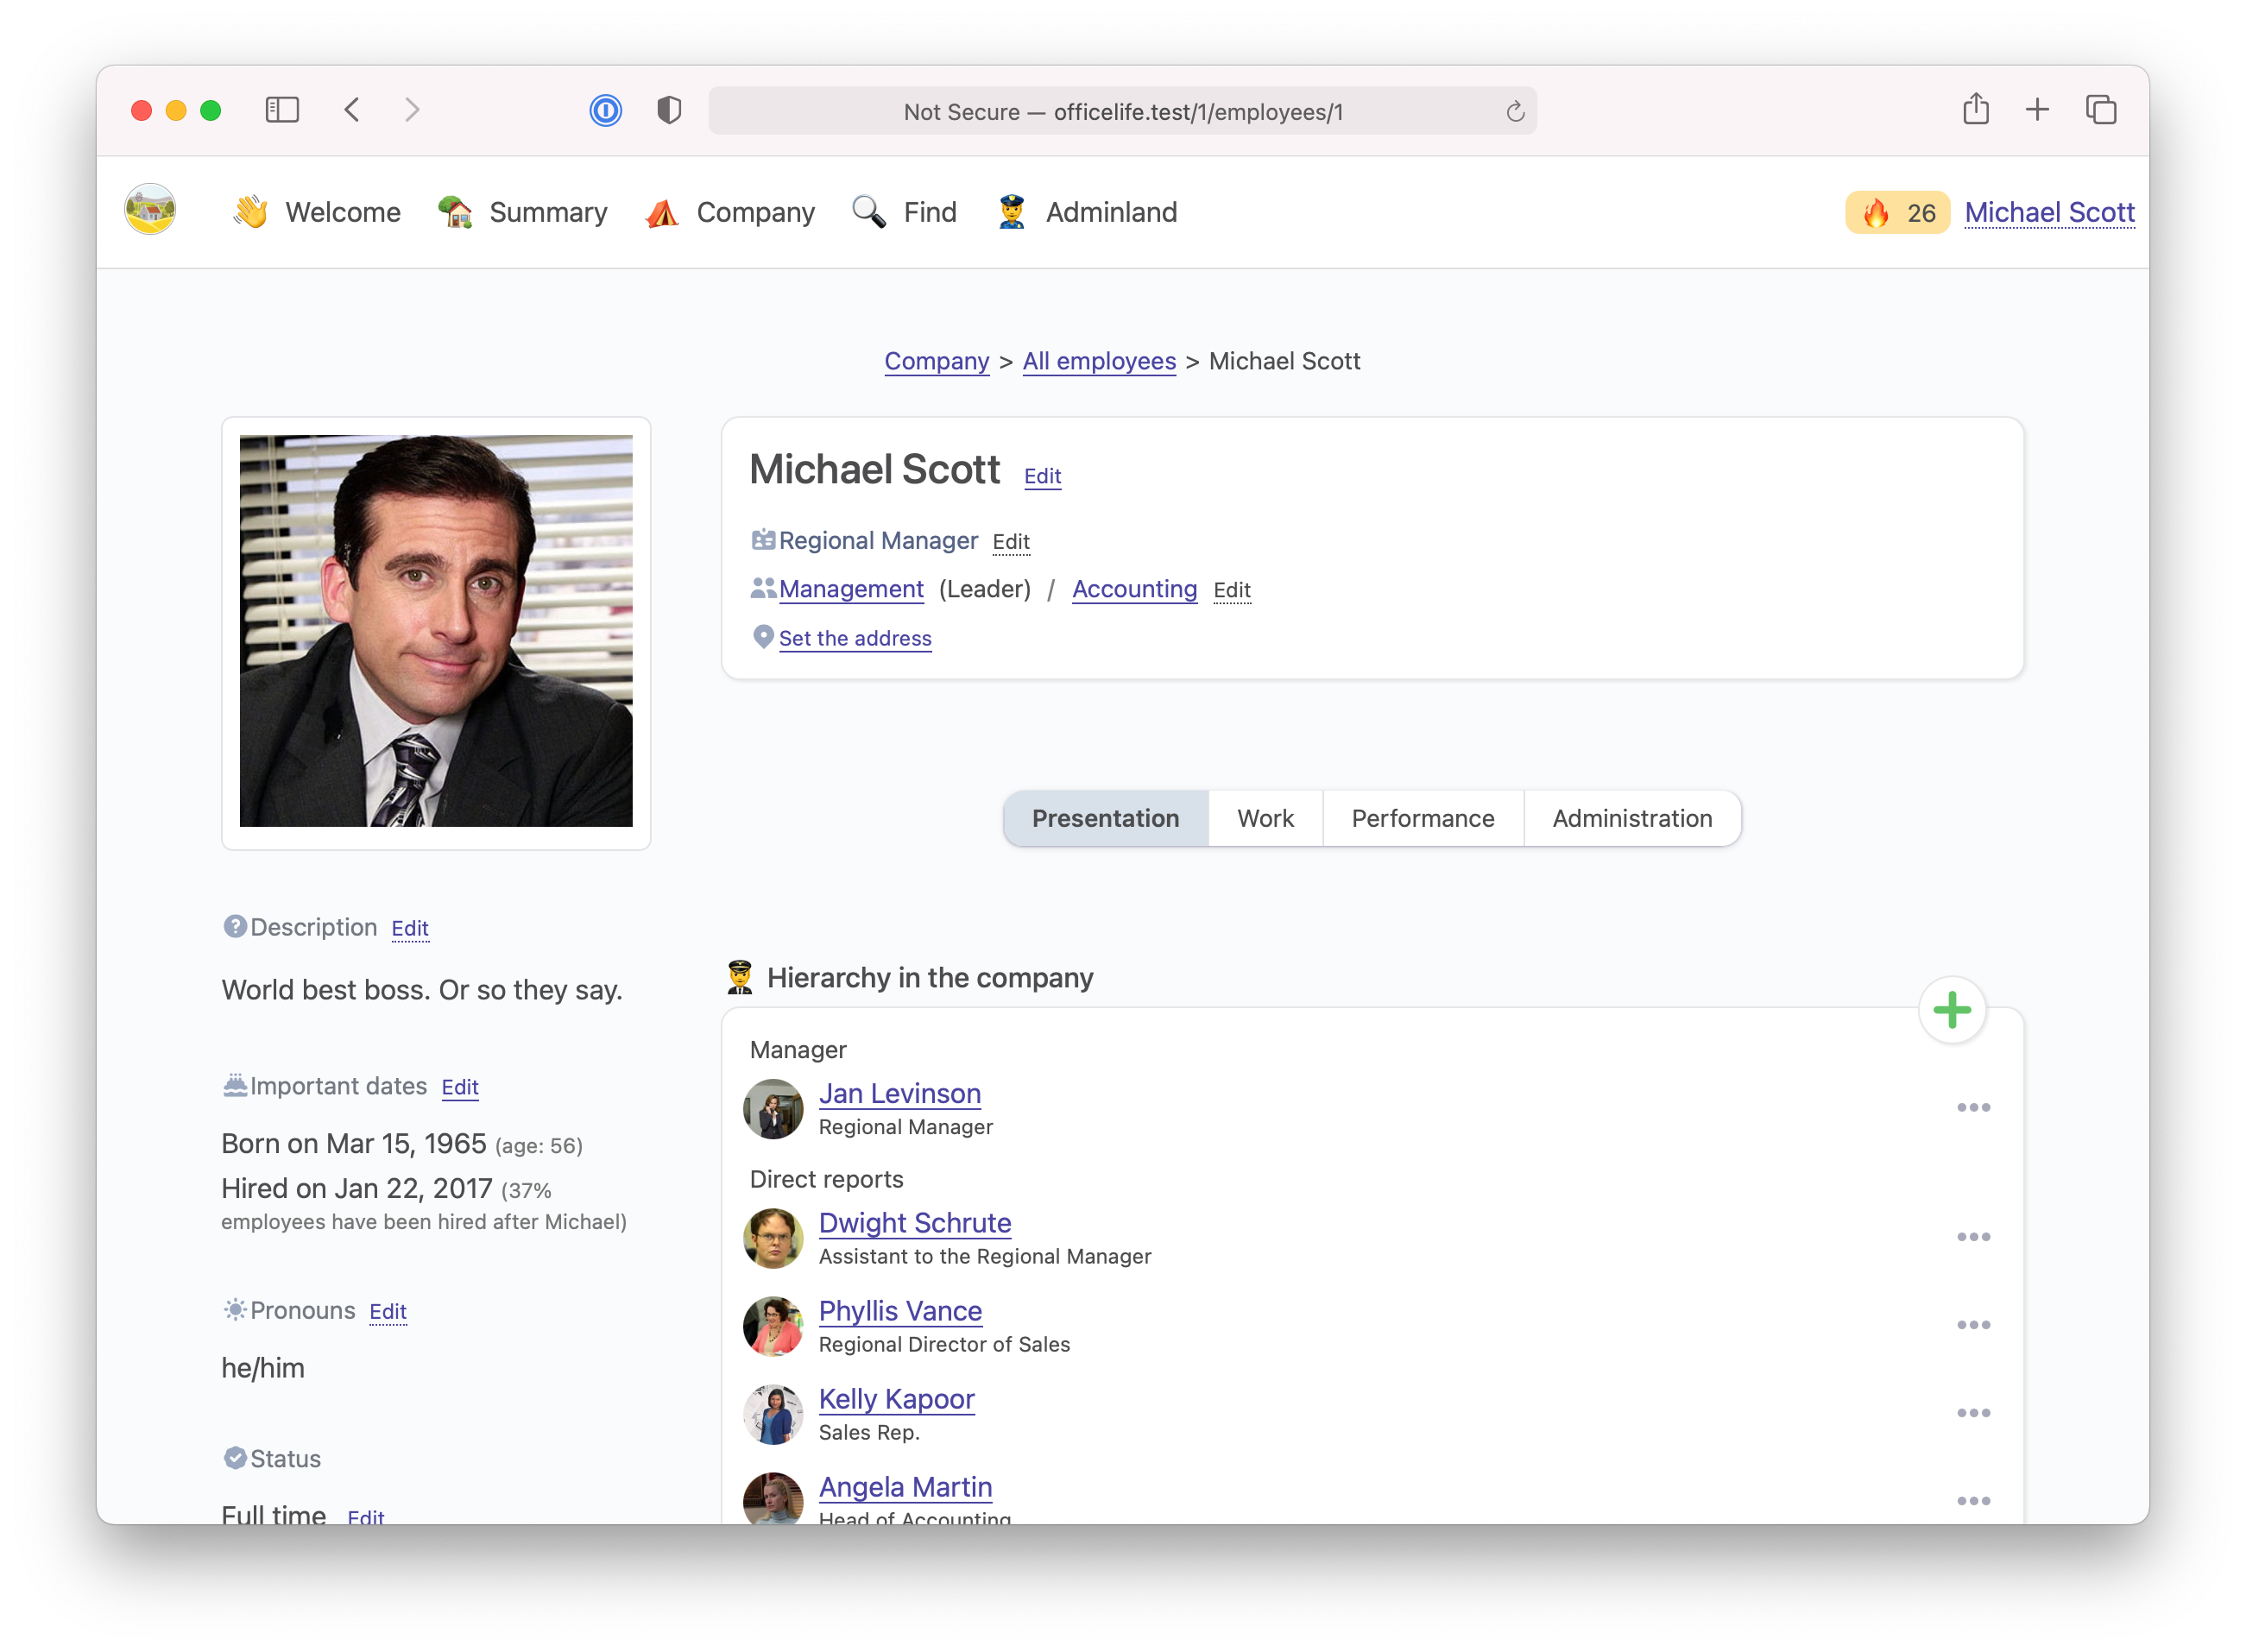 Not Secure — officelife.test/1/employees/1
Welcome Summary Company Find Adminland 26 Michael Scott
Company > All employees > Michael Scott
Michael Scott Edit
Regional Manager Edit
Management (Leader) / Accounting Edit
Set the address
Presentation Work Performance Administration
Description Edit
World best boss. Or so they say.
Important dates Edit
Born on Mar 15, 1965 (age: 56)
Hired on Jan 22, 2017 (37%
employees have been hired after Michael)
Pronouns Edit
he/him
Status
Full time Edit
Hierarchy in the company
Manager
Jan Levinson
Regional Manager
Direct reports
Dwight Schrute
Assistant to the Regional Manager
Phyllis Vance
Regional Director of Sales
Kelly Kapoor
Sales Rep.
Angela Martin
Head of Accounting